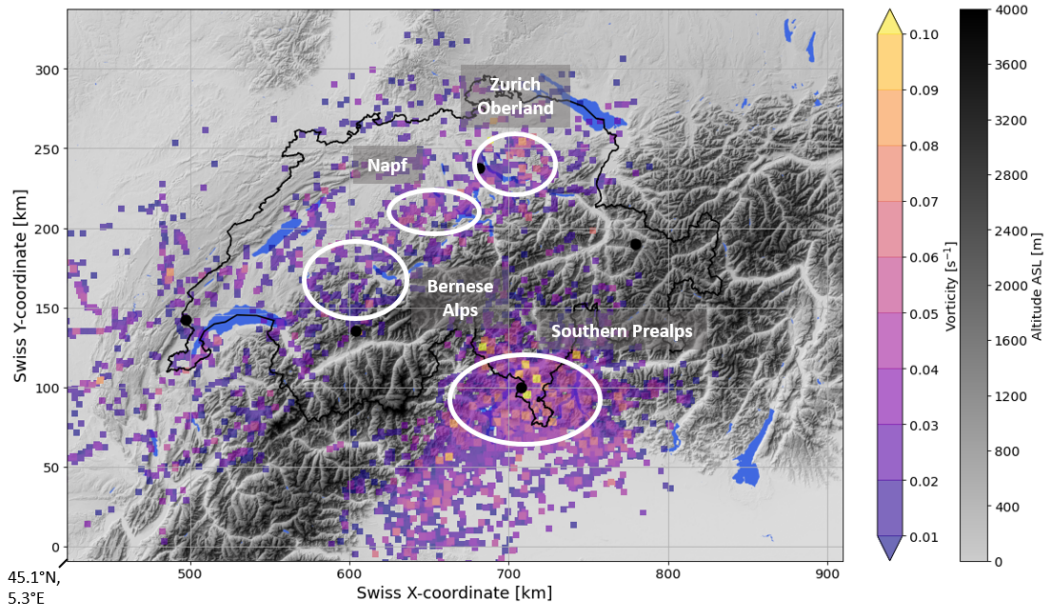 Zurich
Oberland
Napf
Bernese
Alps
Southern Prealps
300
250
200
150
100
50
0
Swiss Y-coordinate [km]
500
600
700
800
900
Swiss X-coordinate [km]
45.1°N,
5.3°E
0.10
0.09
0.08
0.07
0.06
0.05
0.04
0.03
0.02
0.01
Vorticity [s⁻¹]
4000
3600
3200
2800
2400
2000
1600
1200
800
400
0
Altitude ASL [m]